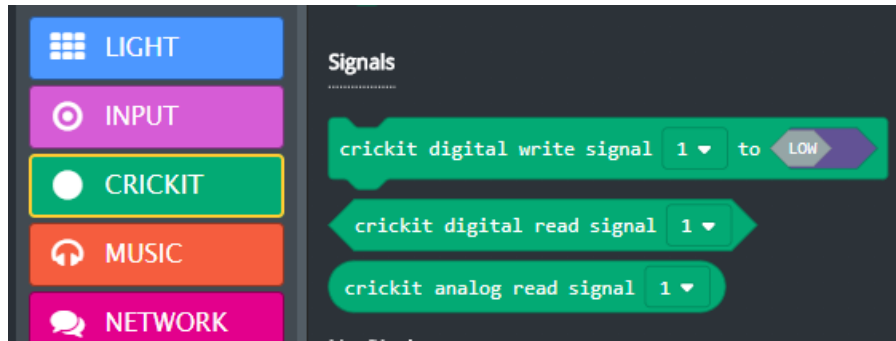 LIGHT
INPUT
CRICKIT
MUSIC
NETWORK
Signals
crickit digital write signal 1 to LOW
crickit digital read signal 1
crickit analog read signal 1